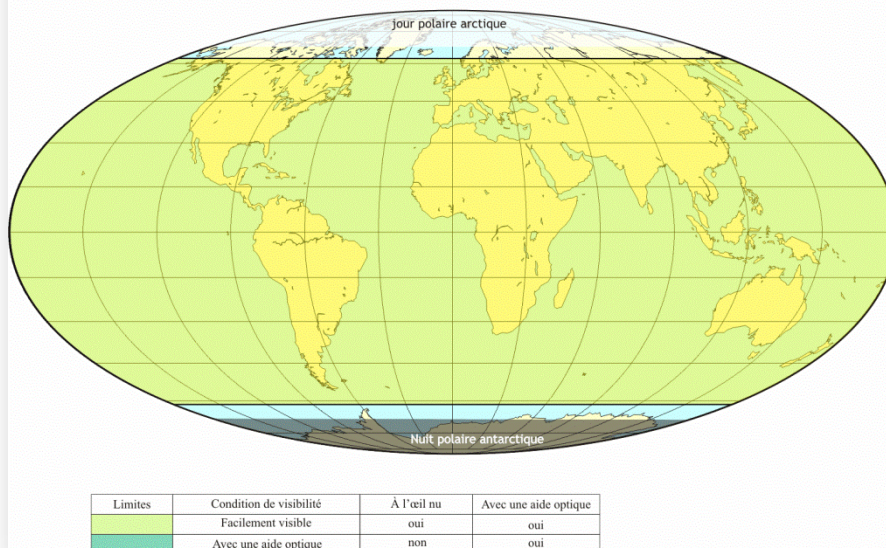 jour polaire arctique
Nuit polaire antarctique
Limites Condition de visibilité À l’œil nu Avec une aide optique
Facilement visible oui oui
Avec une aide optique non oui